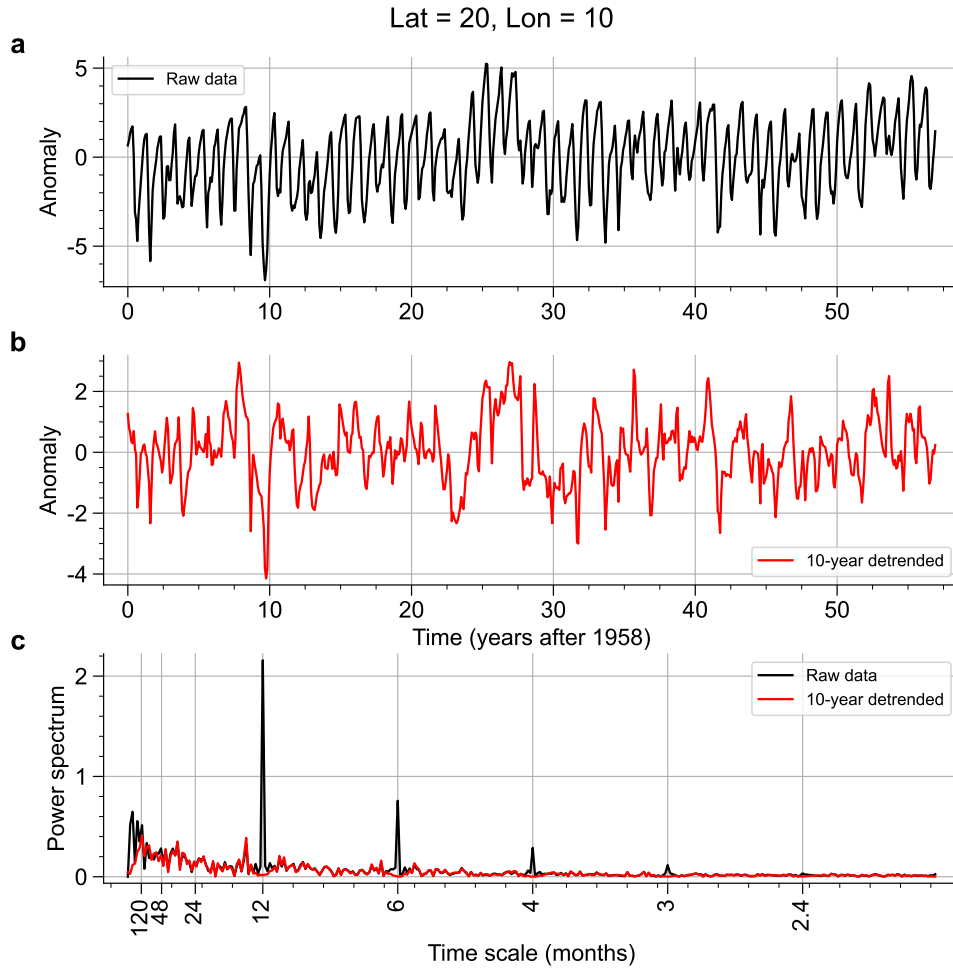 Lat = 20, Lon = 10
a
Raw data
Anomaly
5
0
-5
0 10 20 30 40 50
b
Anomaly
2
0
-2
-4
10-year detrended
0 10 20 30 40 50
Time (years after 1958)
c
Raw data
10-year detrended
Power spectrum
2
1
0
120 48 24 12 6 4 3 2.4
Time scale (months)